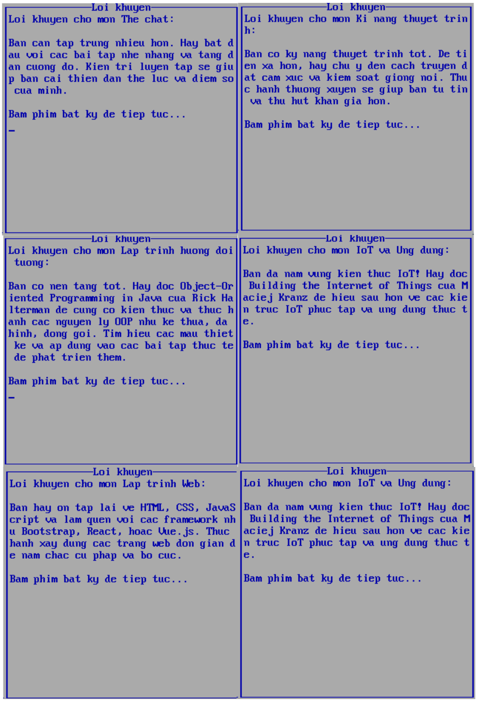 Loi khuyen
Loi khuyen cho mon The chat:
Ban can tap trung nhieu hon. Hay bat d
au voi cac bai tap nhe nhang va tang d
an cuong do. Kien tri luyen tap se giu
p ban cai thien dan the luc va diem so
 cua minh.
Bam phim bat ky de tiep tuc...
Loi khuyen
Loi khuyen cho mon Ki nang thuyet trin
h:
Ban co ky nang thuyet trinh tot. De ti
en xa hon, hay chu y den cach truyen d
at cam xuc va kiem soat giong noi. Thu
c hanh thuong xuyen se giup ban tu tin
 va thu hut khan gia hon.
Bam phim bat ky de tiep tuc...
Loi khuyen
Loi khuyen cho mon Lap trinh huong doi
 tuong:
Ban co nen tang tot. Hay doc Object-Or
iented Programming in Java cua Rick Ha
lterman de cung co kien thuc va thuc h
anh cac nguyen ly OOP nhu ke thua, da
hinh, dong goi. Tim hieu cac mau thiet
 ke va ap dung vao cac bai tap thuc te
 de phat trien them.
Bam phim bat ky de tiep tuc...
Loi khuyen
Loi khuyen cho mon IoT va Ung dung:
Ban da nam vung kien thuc IoT! Hay doc
 Building the Internet of Things cua M
aciej Kranz de hieu sau hon ve cac kie
n truc IoT phuc tap va ung dung thuc t
e.
Bam phim bat ky de tiep tuc...
Loi khuyen
Loi khuyen cho mon Lap trinh Web:
Ban hay on tap lai ve HTML, CSS, JavaS
cript va lam quen voi cac framework nh
u Bootstrap, React, hoac Vue.js. Thuc
hanh xay dung cac trang web don gian d
e nam chac cu phap va bo cuc.
Bam phim bat ky de tiep tuc...
Loi khuyen
Loi khuyen cho mon IoT va Ung dung:
Ban da nam vung kien thuc IoT! Hay doc
 Building the Internet of Things cua M
aciej Kranz de hieu sau hon ve cac kie
n truc IoT phuc tap va ung dung thuc t
e.
Bam phim bat ky de tiep tuc...